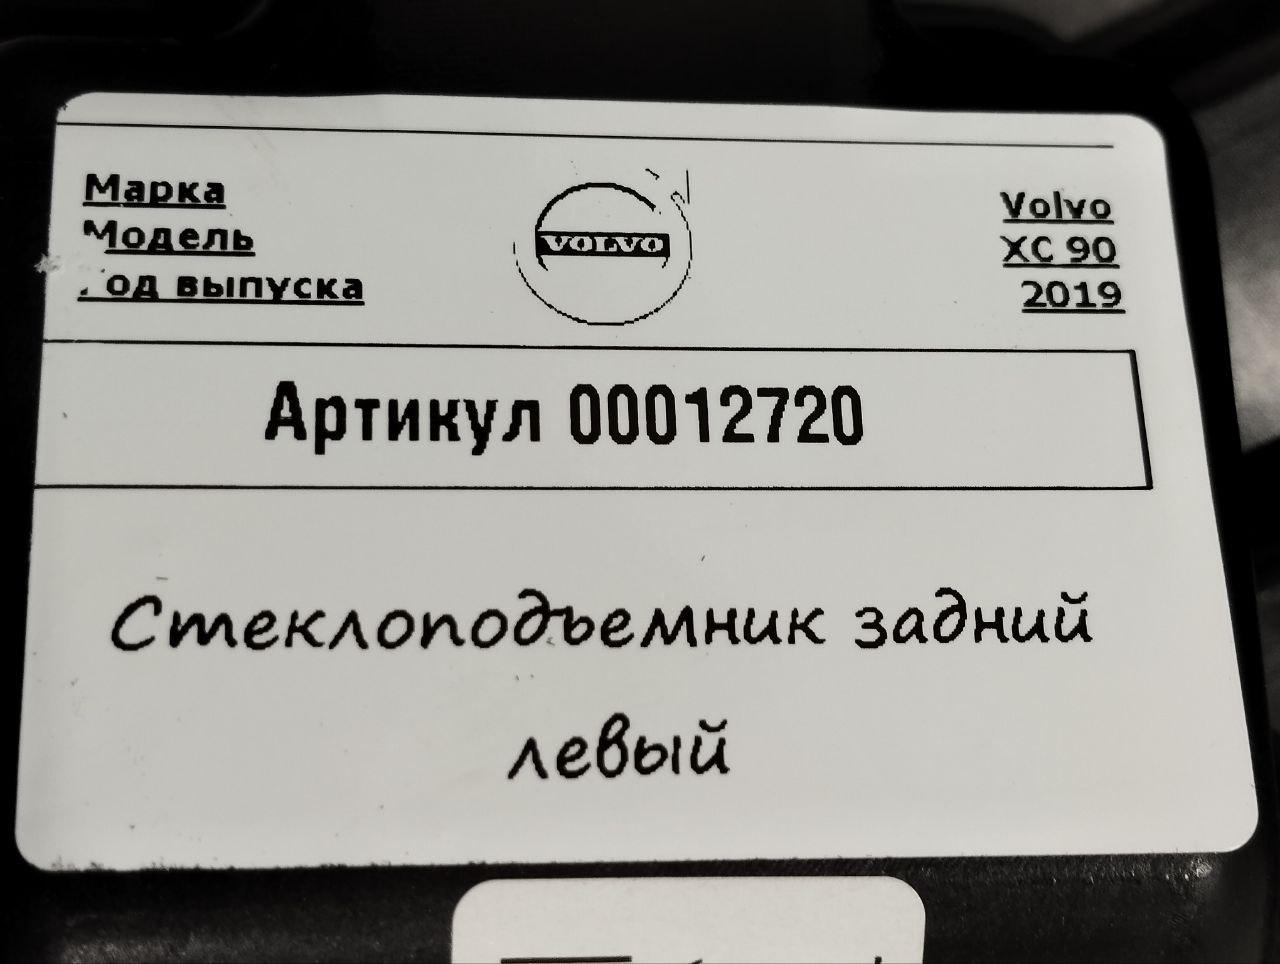 Марка
Volvo
Модель
XC 90
од выпуска
2019
VOLVO
Артикул 00012720
Стеклоподъемник задний
левый